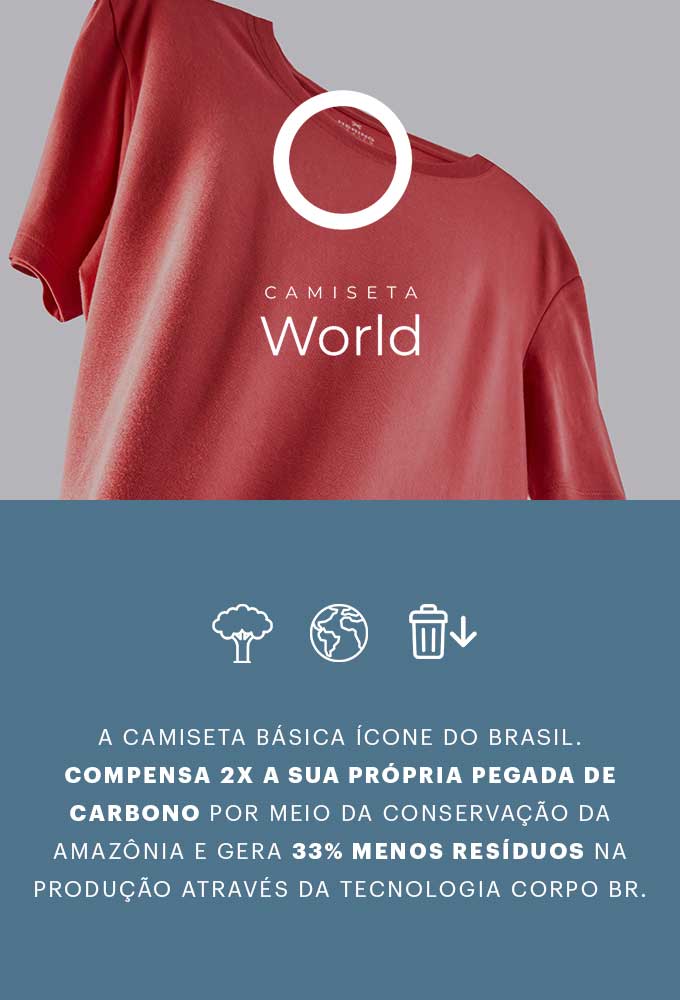 HERING
CAMISETA
World
A CAMISETA BÁSICA ÍCONE DO BRASIL.
COMPENSA 2X A SUA PRÓPRIA PEGADA DE
CARBONO POR MEIO DA CONSERVAÇÃO DA
AMAZÔNIA E GERA 33% MENOS RESÍDUOS NA
PRODUÇÃO ATRAVÉS DA TECNOLOGIA CORPO BR.